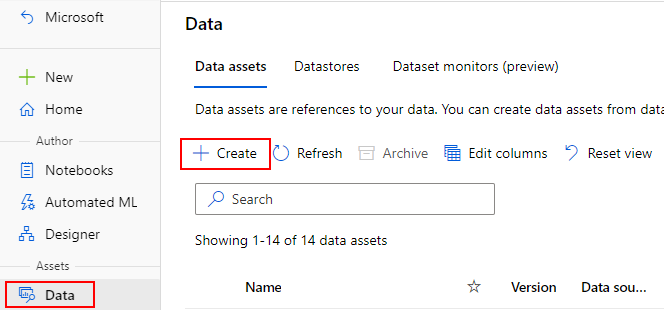 Microsoft
New
Home
Author
Notebooks
Automated ML
Designer
Assets
Data
Data
Data assets Datastores Dataset monitors (preview)
Data assets are references to your data. You can create data assets from data
Create Refresh Archive Edit columns Reset view
Search
Showing 1-14 of 14 data assets
Name Version Data sou...